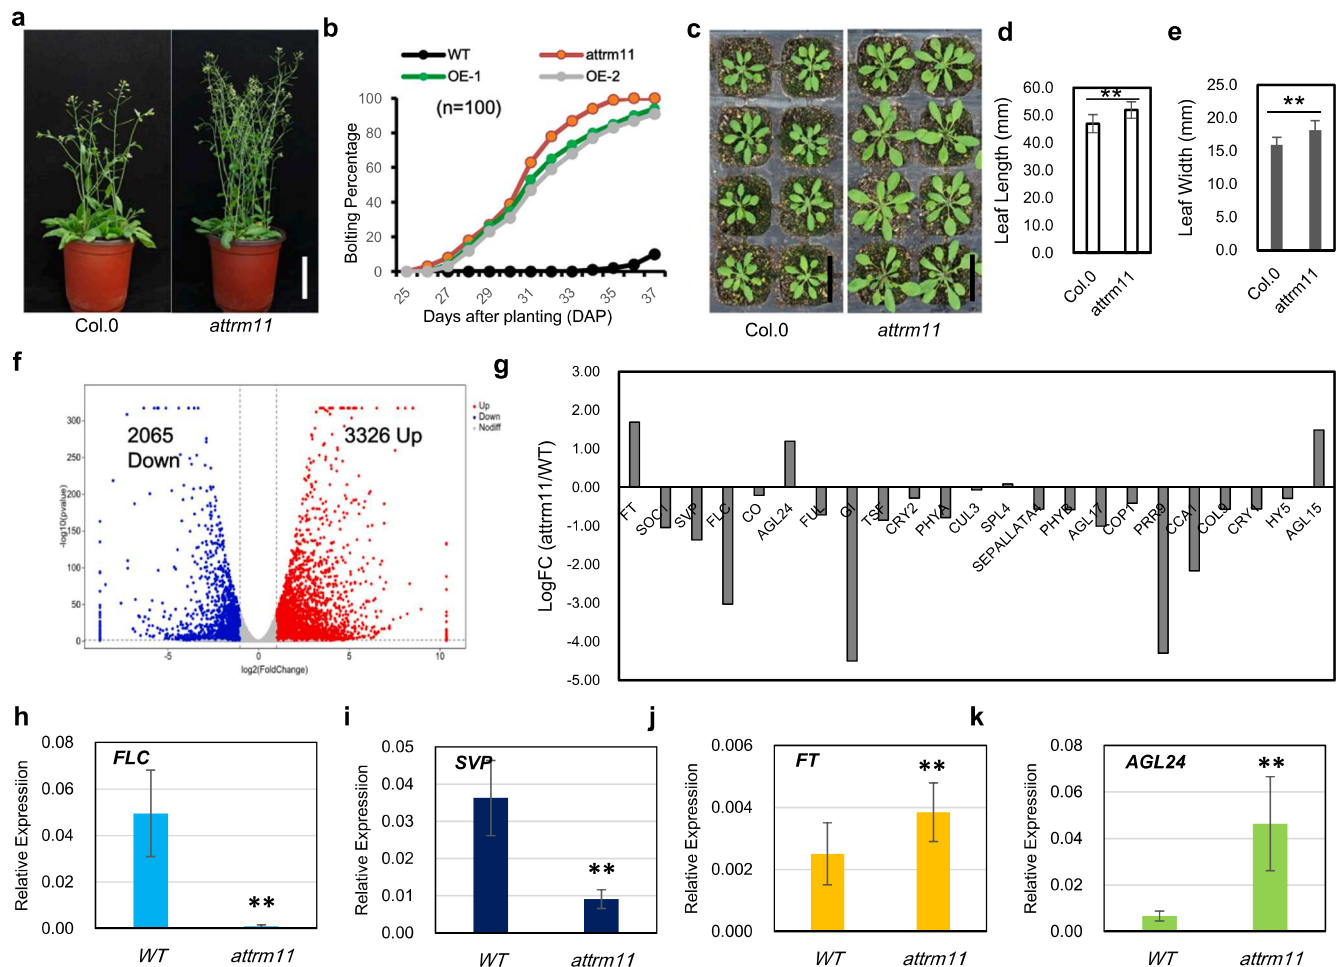 a
Col.0
attrm11
b
WT
attrm11
OE-1
OE-2
(n=100)
Bolting Percentage
100
80
60
40
20
0
25
27
29
31
33
35
37
Days after planting (DAP)
c
Col.0
attrm11
d
Leaf Length (mm)
60.0
50.0
40.0
30.0
20.0
10.0
0.0
**
Col.0
attrm11
e
Leaf Width (mm)
25.0
20.0
15.0
10.0
5.0
0.0
**
Col.0
attrm11
f
-log10(pvalue)
300
250
200
150
100
50
0
2065
Down
3326 Up
Up
Down
Nodiff
-5
0
5
10
log2(FoldChange)
g
LogFC (attrm11/WT)
3.00
2.00
1.00
0.00
-1.00
-2.00
-3.00
-4.00
-5.00
FT
SOC1
SVP
FLC
CO
AGL24
FUL
GI
TSF
CRY2
PHYA
CUL3
SPL4
SEPALLATA4
PHYB
AGL17
COP1
PRR9
CCA1
COL9
CRY1
HY5
AGL15
h
Relative Expressiion
0.08
0.06
0.04
0.02
0.00
FLC
**
WT
attrm11
i
Relative Expressiion
0.05
0.04
0.03
0.02
0.01
0.00
SVP
**
WT
attrm11
j
Relative Expressiion
0.006
0.004
0.002
0.000
FT
**
WT
attrm11
k
Relative Expressiion
0.08
0.06
0.04
0.02
0.00
AGL24
**
WT
attrm11